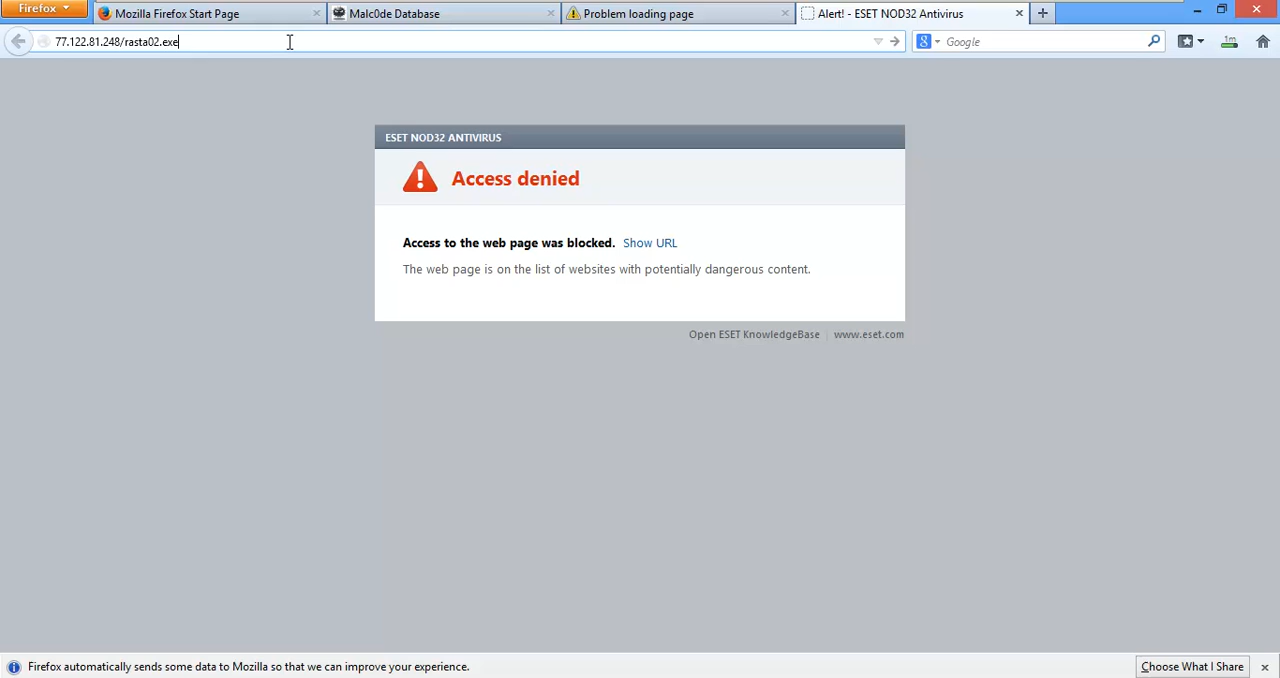 Firefox
Mozilla Firefox Start Page
Malc0de Database
Problem loading page
Alert! - ESET NOD32 Antivirus
77.122.81.248/rasta02.exe
8
Google
1m
ESET NOD32 ANTIVIRUS
Access denied
Access to the web page was blocked. Show URL
The web page is on the list of websites with potentially dangerous content.
Open ESET KnowledgeBase | www.eset.com
Firefox automatically sends some data to Mozilla so that we can improve your experience.
Choose What I Share